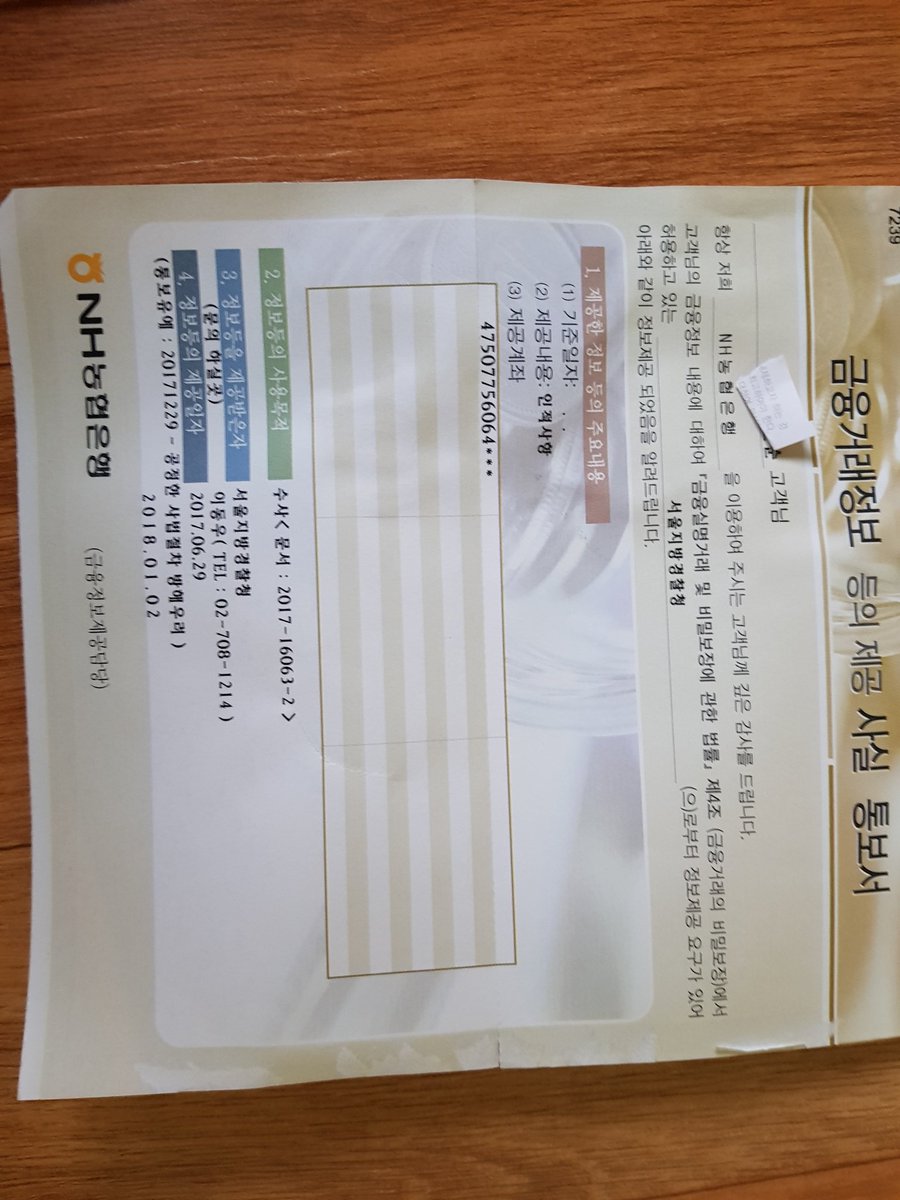 7239
금융거래정보 등의 제공 사실 통보서
고객님
항상 저희 NH농협은행 을 이용하여 주시는 고객님께 깊은 감사를 드립니다.
고객님의 금융정보 내용에 대하여 「금융실명거래 및 비밀보장에 관한 법률」 제4조 (금융거래의 비밀보장)에서
허용하고 있는 서울지방경찰청 (으)로부터 정보제공 요구가 있어
아래와 같이 정보제공 되었음을 알려드립니다.
1. 제공한 정보 등의 주요내용
(1) 기준일자: . .
(2) 제공내용: 인적사항
(3) 제공계좌
47507756064***
2. 정보등의 사용목적 수사< 문서 : 2017-16063-2 >
3. 정보등을 제공받은자 서울지방경찰청
(문의 하실곳) 이동우( TEL : 02-708-1214 )
4. 정보등의 제공일자 2017.06.29
(통보유예 : 20171229 - 공정한 사법절차 방해우려 )
2018.01.02
NH농협은행 (금융정보제공담당)